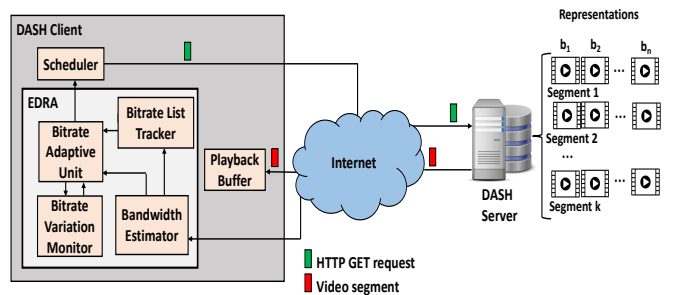 Representations
DASH Client
b1 b2 bn
Scheduler
...
Segment 1
EDRA
Bitrate List
Tracker
Bitrate
Adaptive
Unit
Playback
Buffer
Internet
...
Segment 2
...
DASH
Server
...
Segment k
Bitrate
Variation
Monitor
Bandwidth
Estimator
HTTP GET request
Video segment